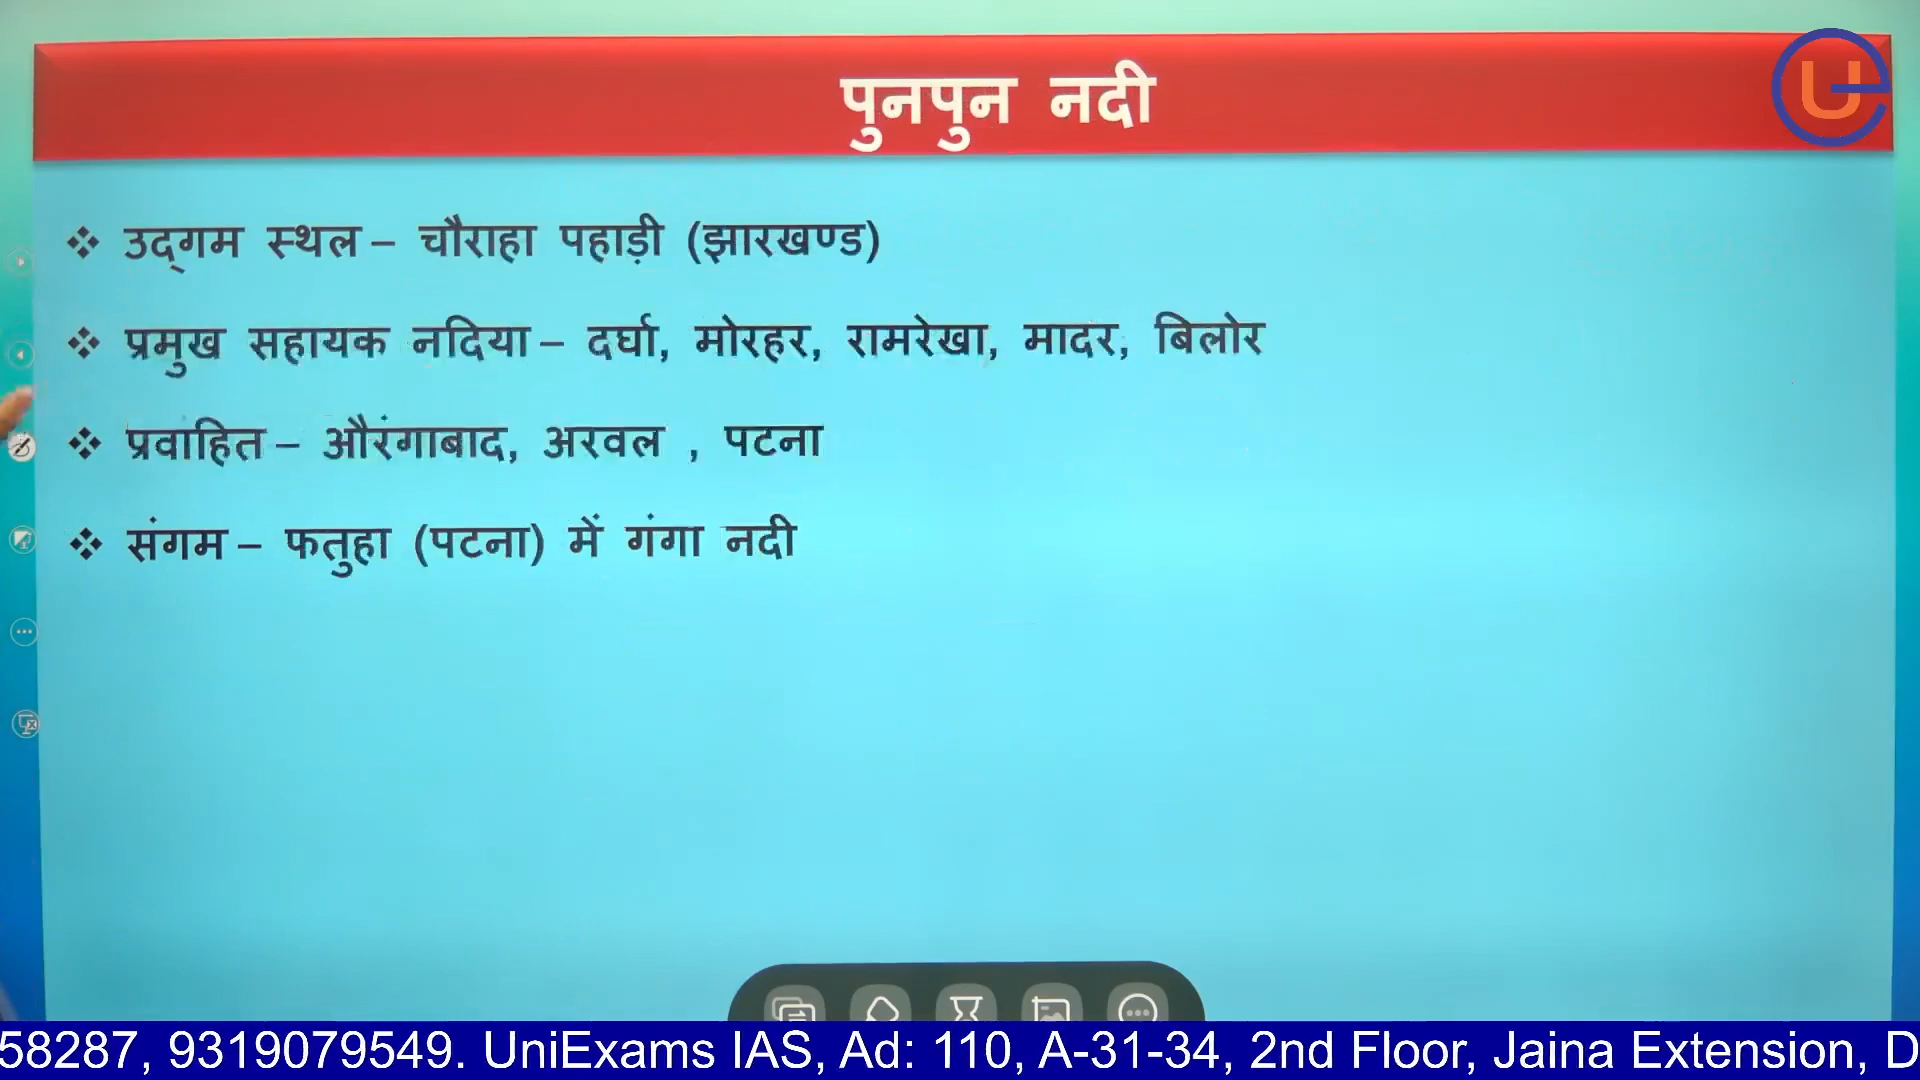 पुनपुन नदी
❖ उद्‌गम स्थल – चौराहा पहाड़ी (झारखण्ड)
❖ प्रमुख सहायक नदिया – दर्घा, मोरहर, रामरेखा, मादर, बिलोर
❖ प्रवाहित – औरंगाबाद, अरवल , पटना
❖ संगम – फतुहा (पटना) में गंगा नदी
58287, 9319079549. UniExams IAS, Ad: 110, A-31-34, 2nd Floor, Jaina Extension, D